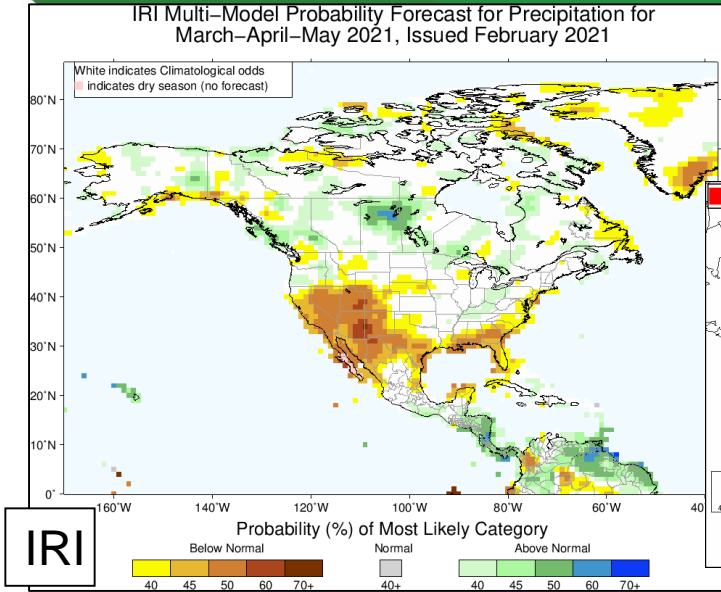 IRI Multi−Model Probability Forecast for Precipitation for
March−April−May 2021, Issued February 2021
White indicates Climatological odds
indicates dry season (no forecast)
80˚N
70˚N
60˚N
50˚N
40˚N
30˚N
20˚N
10˚N
0˚
160˚W 140˚W 120˚W 100˚W 80˚W 60˚W 40
IRI
Probability (%) of Most Likely Category
Below Normal Normal Above Normal
40 45 50 60 70+ 40+ 40 45 50 60 70+